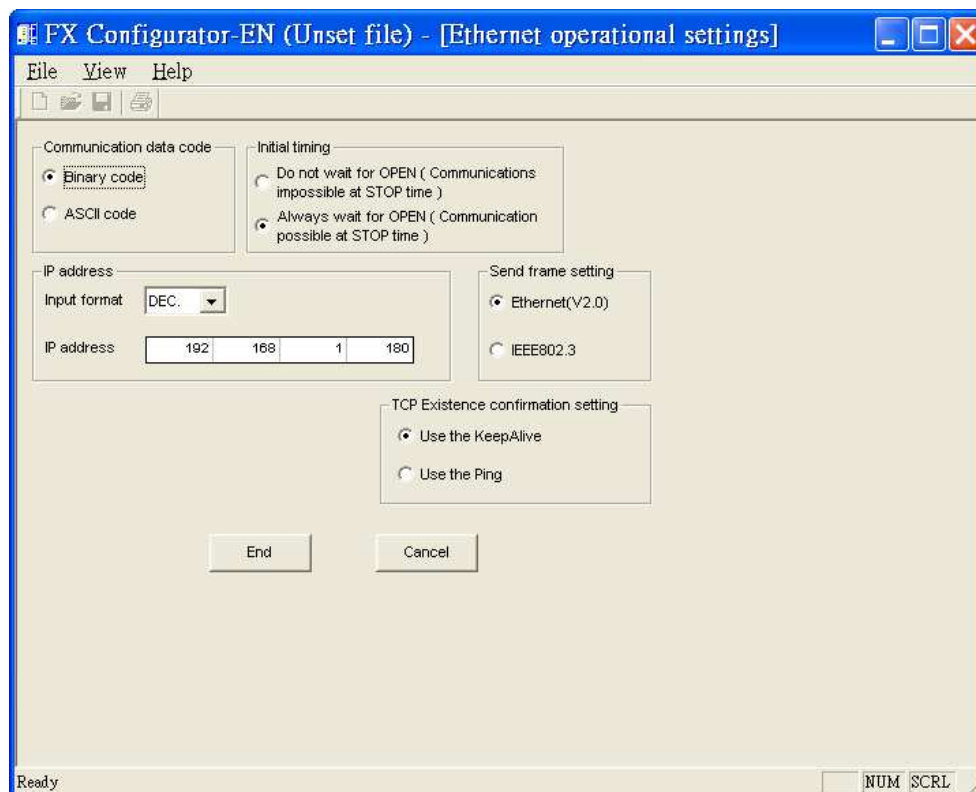 FX Configurator-EN (Unset file) - [Ethernet operational settings]
File View Help
Communication data code
Binary code
ASCII code
Initial timing
Do not wait for OPEN ( Communications
impossible at STOP time )
Always wait for OPEN ( Communication
possible at STOP time )
IP address
Input format DEC.
IP address 192 168 1 180
Send frame setting
Ethernet(V2.0)
IEEE802.3
TCP Existence confirmation setting
Use the KeepAlive
Use the Ping
End Cancel
Ready NUM SCRL